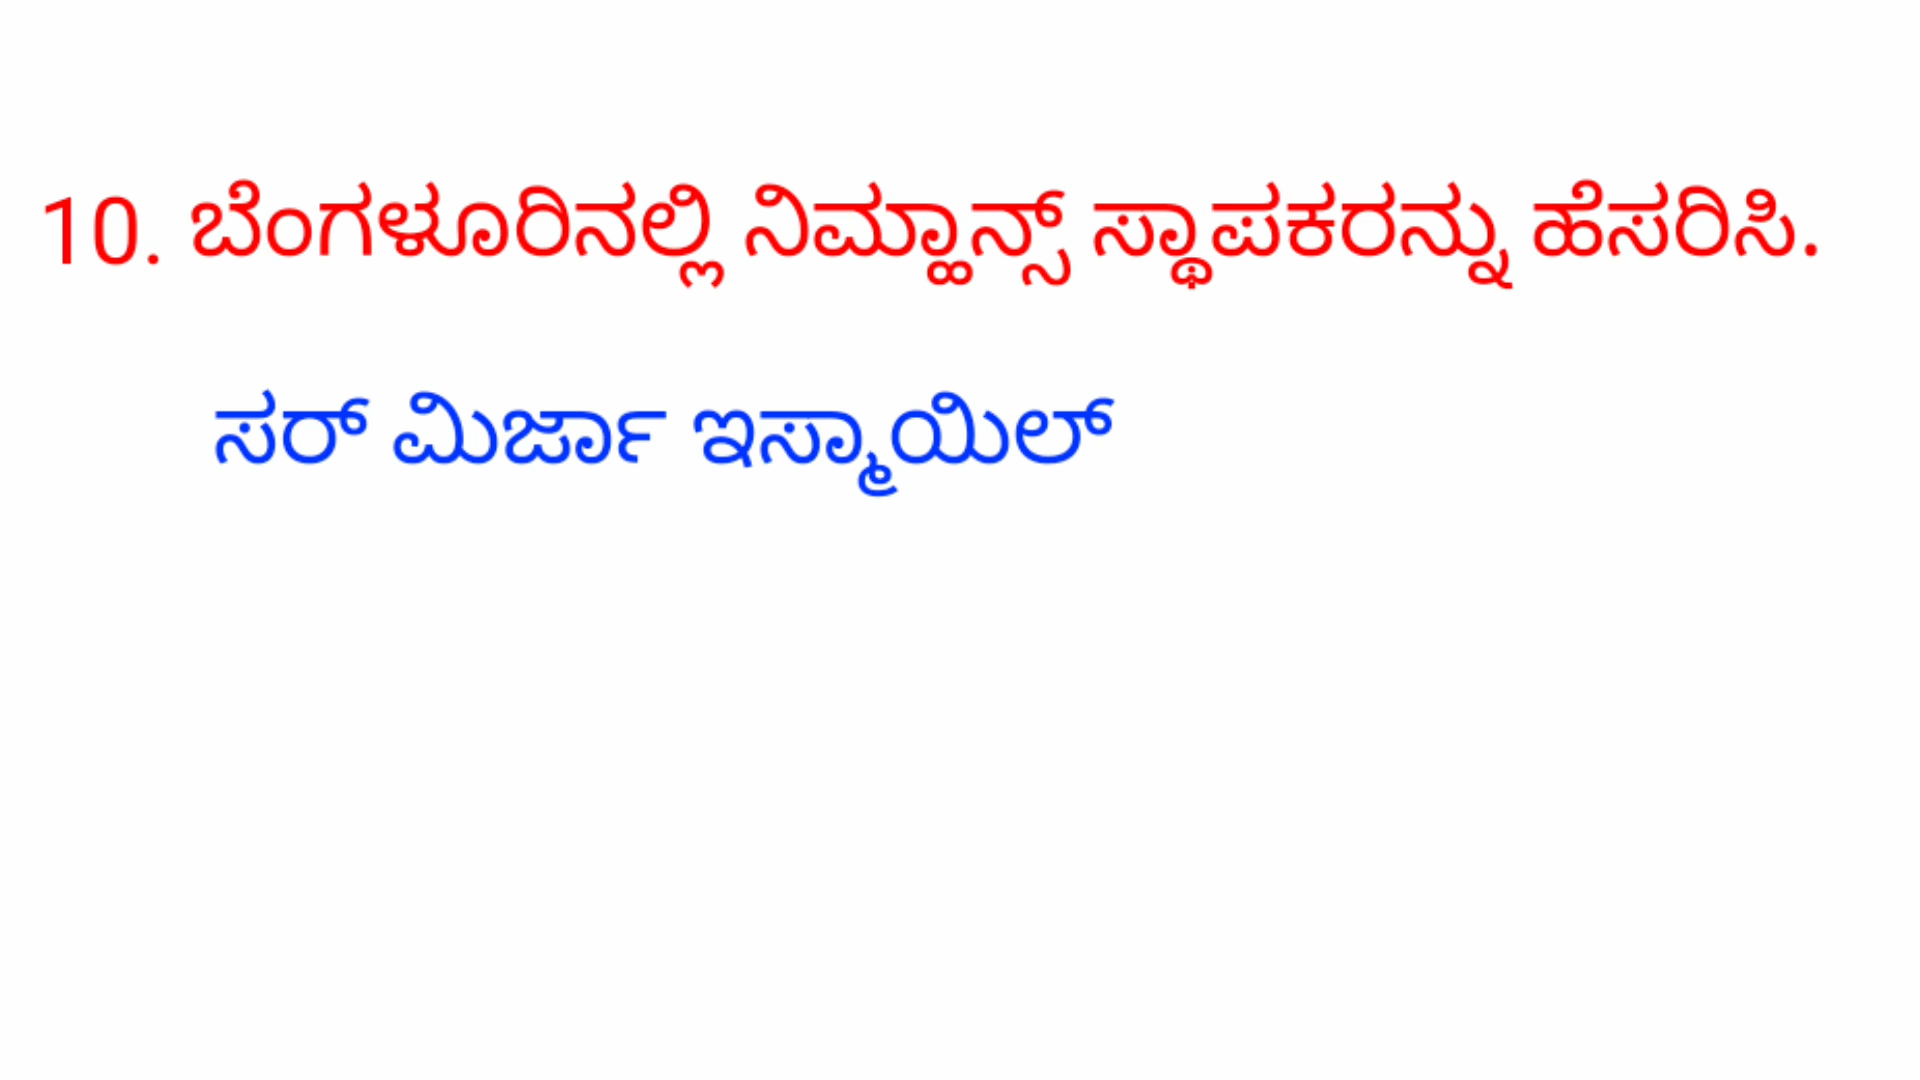 10. ಬೆಂಗಳೂರಿನಲ್ಲಿ ನಿಮ್ಹಾನ್ಸ್ ಸ್ಥಾಪಕರನ್ನು ಹೆಸರಿಸಿ.
ಸರ್ ಮಿರ್ಜಾ ಇಸ್ಮಾಯಿಲ್